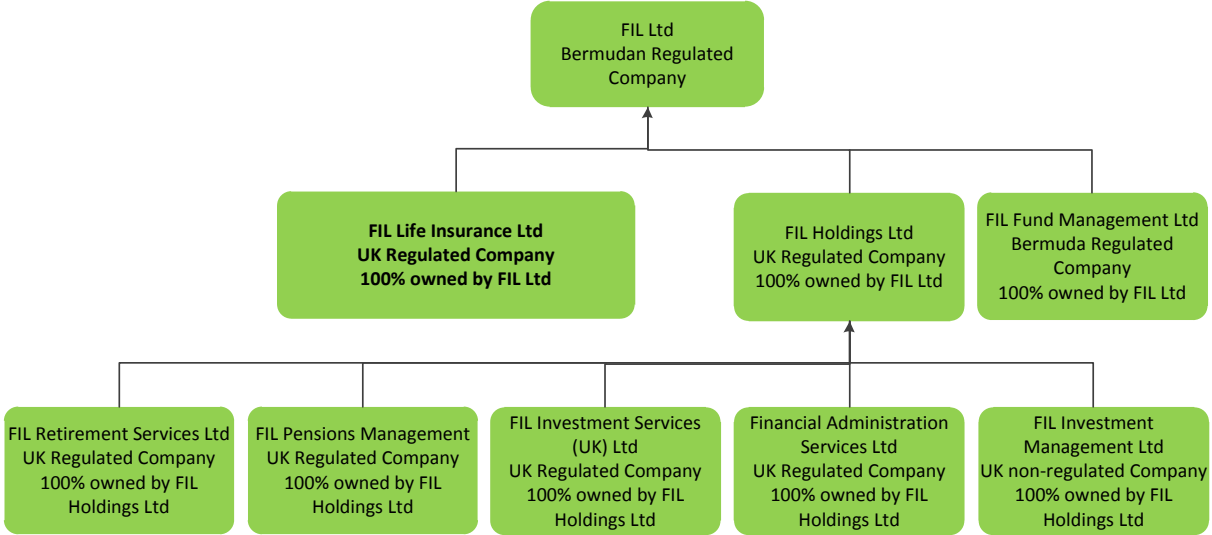 FIL Ltd
Bermudan Regulated
Company
FIL Life Insurance Ltd
UK Regulated Company
100% owned by FIL Ltd
FIL Holdings Ltd
UK Regulated Company
100% owned by FIL Ltd
FIL Fund Management Ltd
Bermuda Regulated
Company
100% owned by FIL Ltd
FIL Retirement Services Ltd
UK Regulated Company
100% owned by FIL
Holdings Ltd
FIL Pensions Management
UK Regulated Company
100% owned by FIL
Holdings Ltd
FIL Investment Services
(UK) Ltd
UK Regulated Company
100% owned by FIL
Holdings Ltd
Financial Administration
Services Ltd
UK Regulated Company
100% owned by FIL
Holdings Ltd
FIL Investment
Management Ltd
UK non-regulated Company
100% owned by FIL
Holdings Ltd